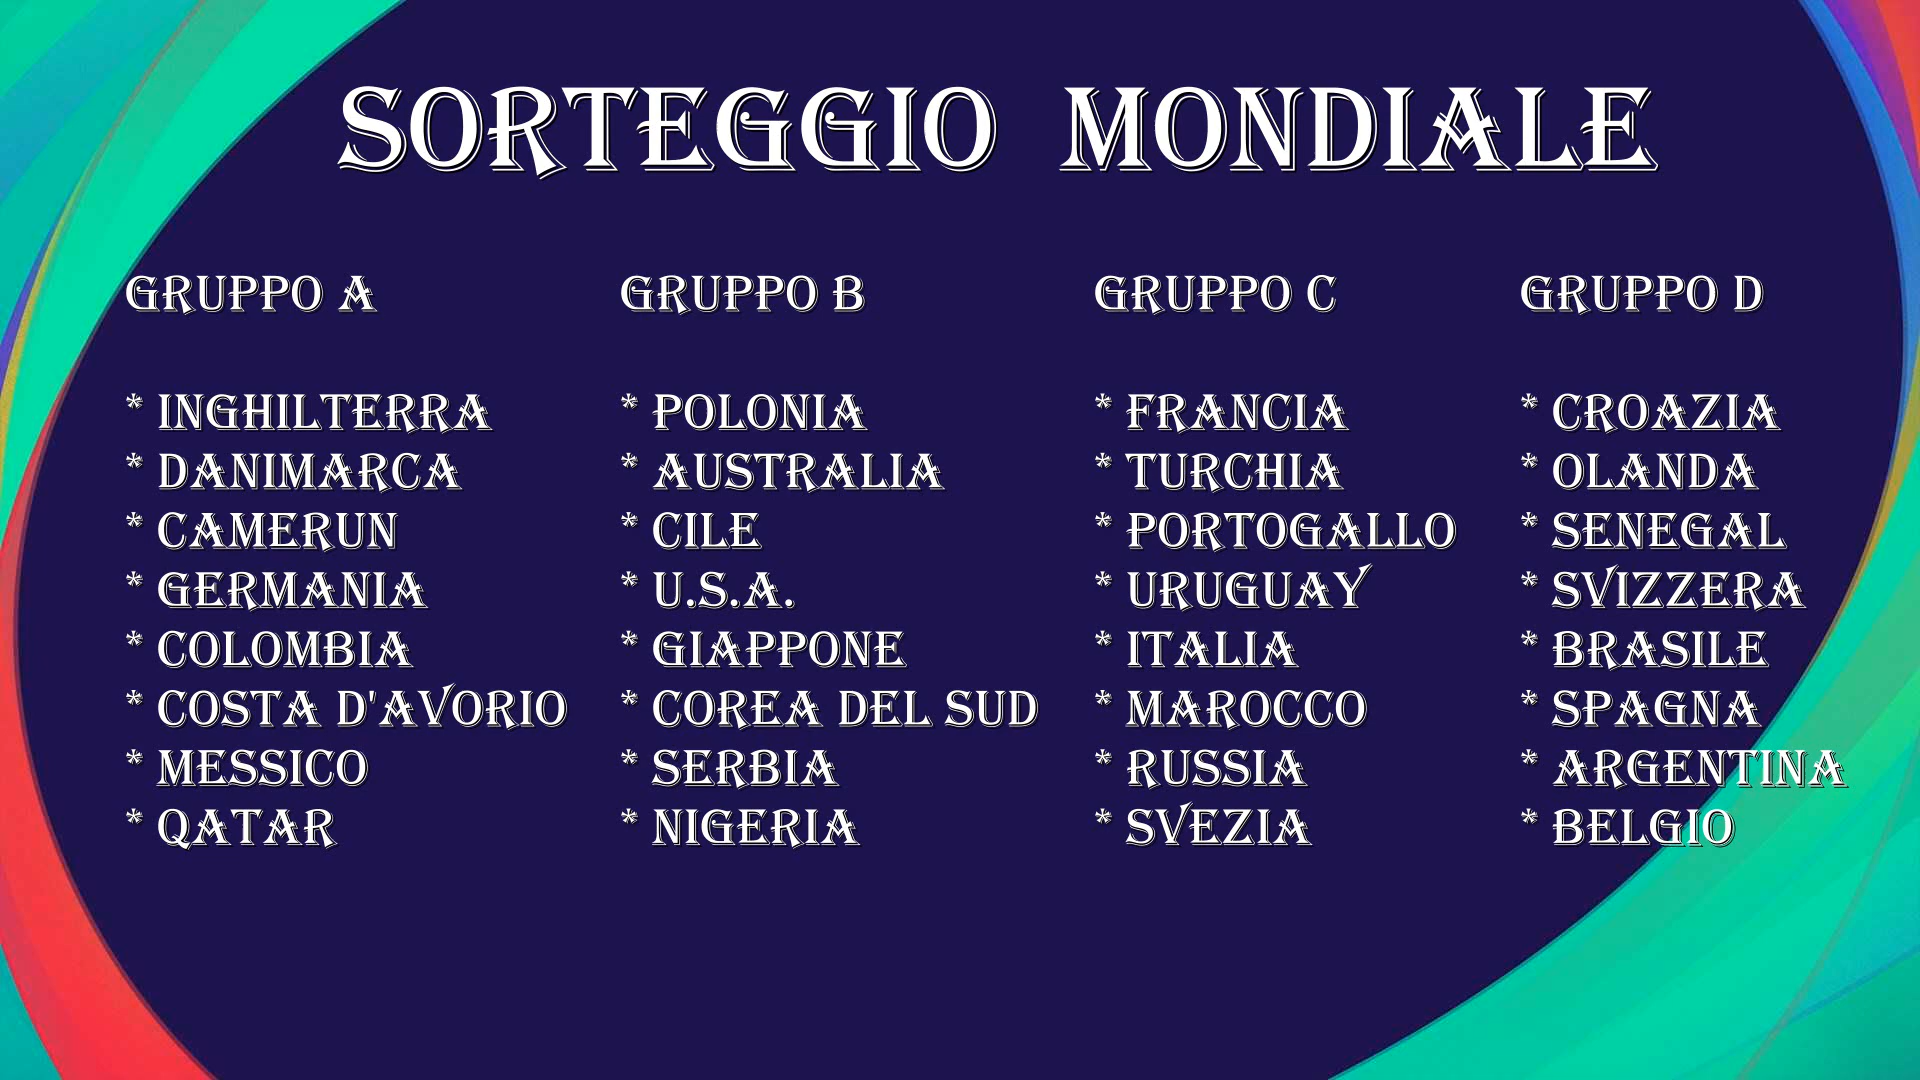 SORTEGGIO MONDIALE
GRUPPO A
* INGHILTERRA
* DANIMARCA
* CAMERUN
* GERMANIA
* COLOMBIA
* COSTA D'AVORIO
* MESSICO
* QATAR
GRUPPO B
* POLONIA
* AUSTRALIA
* CILE
* U.S.A.
* GIAPPONE
* COREA DEL SUD
* SERBIA
* NIGERIA
GRUPPO C
* FRANCIA
* TURCHIA
* PORTOGALLO
* URUGUAY
* ITALIA
* MAROCCO
* RUSSIA
* SVEZIA
GRUPPO D
* CROAZIA
* OLANDA
* SENEGAL
* SVIZZERA
* BRASILE
* SPAGNA
* ARGENTINA
* BELGIO